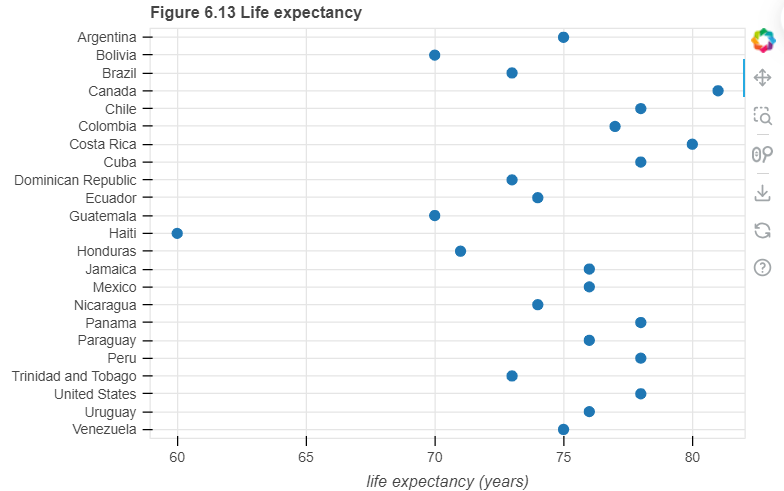 Figure 6.13 Life expectancy
Argentina
Bolivia
Brazil
Canada
Chile
Colombia
Costa Rica
Cuba
Dominican Republic
Ecuador
Guatemala
Haiti
Honduras
Jamaica
Mexico
Nicaragua
Panama
Paraguay
Peru
Trinidad and Tobago
United States
Uruguay
Venezuela
60 65 70 75 80
life expectancy (years)